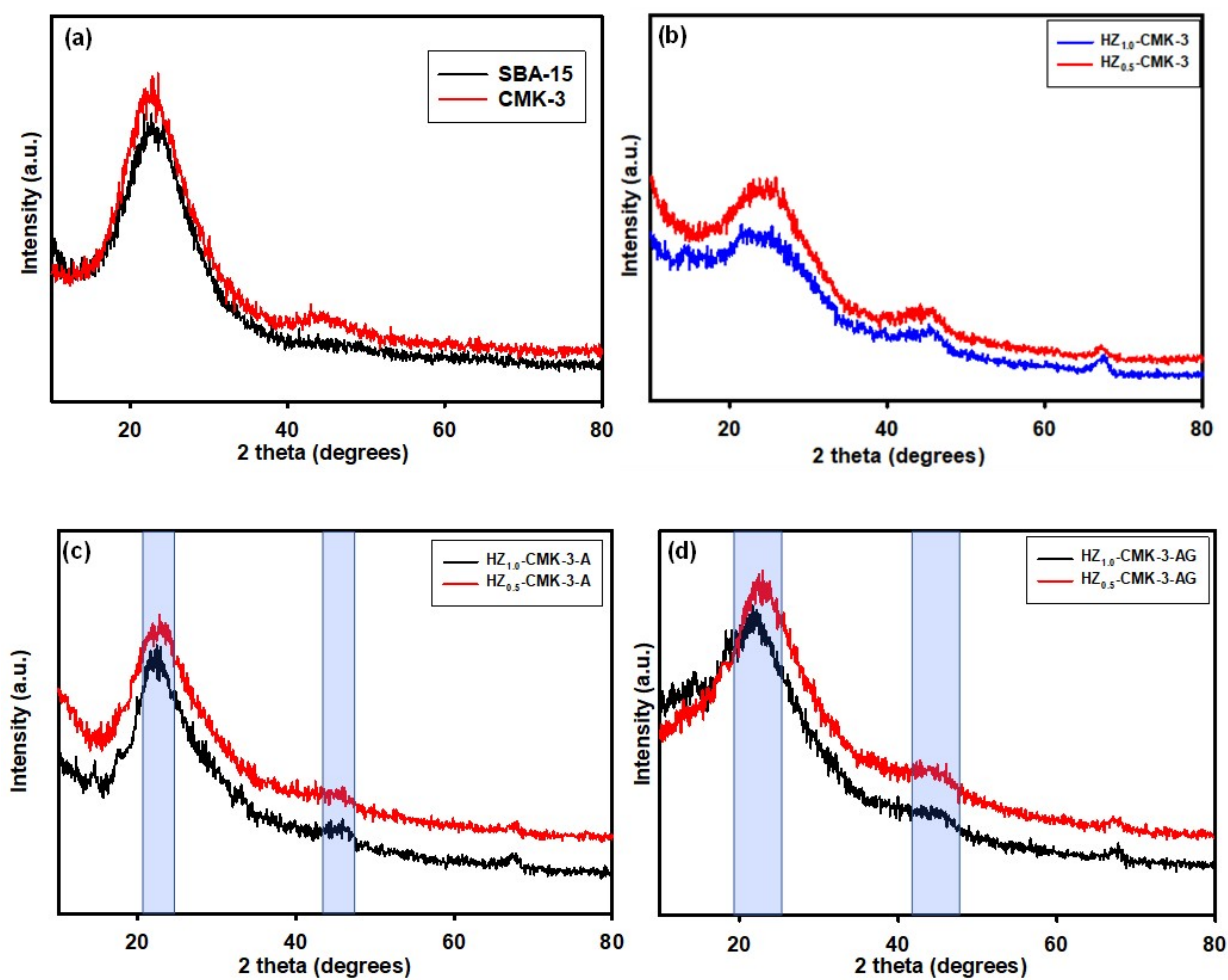 (a)
SBA-15
CMK-3
Intensity (a.u.)
20 40 60 80
2 theta (degrees)
(b)
HZ1.0-CMK-3
HZ0.5-CMK-3
Intensity (a.u.)
20 40 60 80
2 theta (degrees)
(c)
HZ1.0-CMK-3-A
HZ0.5-CMK-3-A
Intensity (a.u.)
20 40 60 80
2 theta (degrees)
(d)
HZ1.0-CMK-3-AG
HZ0.5-CMK-3-AG
Intensity (a.u.)
20 40 60 80
2 theta (degrees)